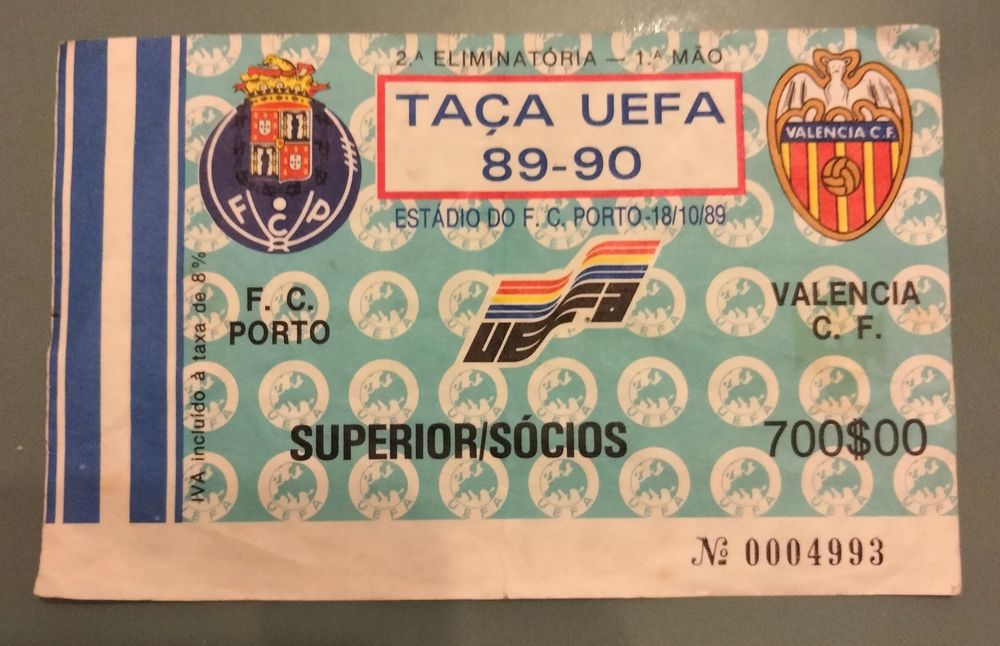 2.ª ELIMINATÓRIA — 1.ª MÃO
TAÇA UEFA
89-90
ESTÁDIO DO F. C. PORTO-18/10/89
FCP
VALENCIA C.F.
UEFA
F. C.
PORTO
VALENCIA
C. F.
SUPERIOR/SÓCIOS
700$00
IVA incluído à taxa de 8%
№ 0004993